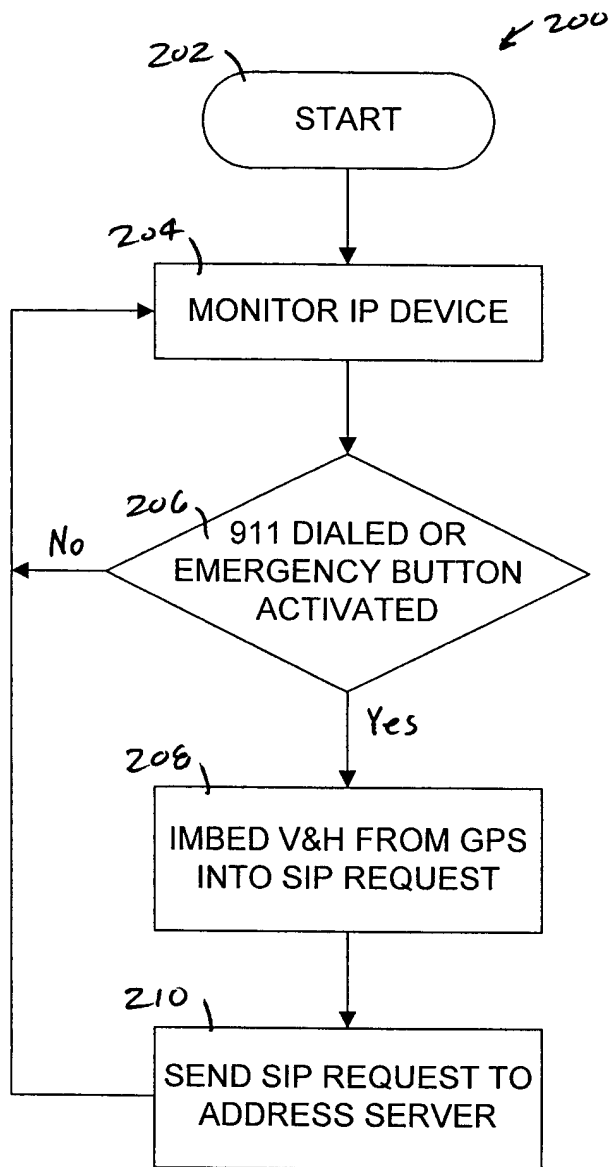 200
202
START
204
MONITOR IP DEVICE
206
911 DIALED OR
EMERGENCY BUTTON
ACTIVATED
No
Yes
208
IMBED V&H FROM GPS
INTO SIP REQUEST
210
SEND SIP REQUEST TO
ADDRESS SERVER